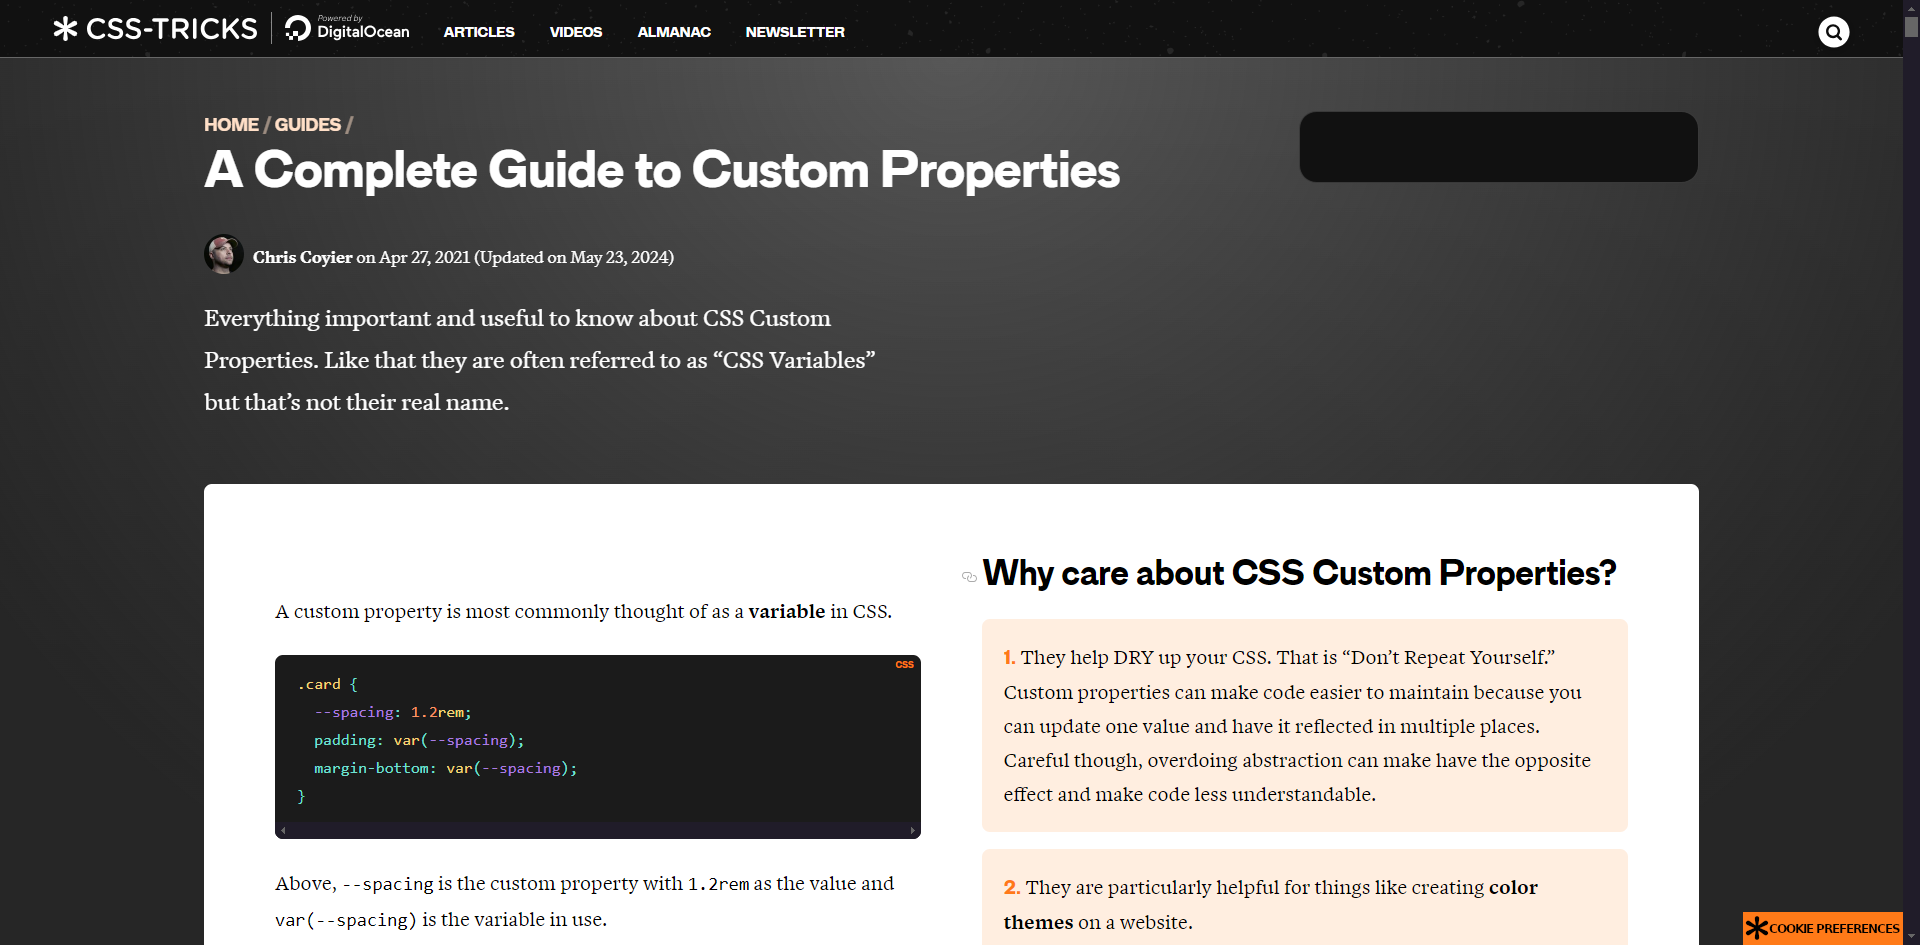 CSS-TRICKS
Powered by
DigitalOcean
ARTICLES
VIDEOS
ALMANAC
NEWSLETTER
HOME / GUIDES /
A Complete Guide to Custom Properties
Chris Coyier on Apr 27, 2021 (Updated on May 23, 2024)
Everything important and useful to know about CSS Custom
Properties. Like that they are often referred to as “CSS Variables”
but that’s not their real name.
A custom property is most commonly thought of as a variable in CSS.
CSS
.card {
  --spacing: 1.2rem;
  padding: var(--spacing);
  margin-bottom: var(--spacing);
}
Above, --spacing is the custom property with 1.2rem as the value and
var(--spacing) is the variable in use.
Why care about CSS Custom Properties?
1. They help DRY up your CSS. That is “Don’t Repeat Yourself.”
Custom properties can make code easier to maintain because you
can update one value and have it reflected in multiple places.
Careful though, overdoing abstraction can make have the opposite
effect and make code less understandable.
2. They are particularly helpful for things like creating color
themes on a website.
COOKIE PREFERENCES